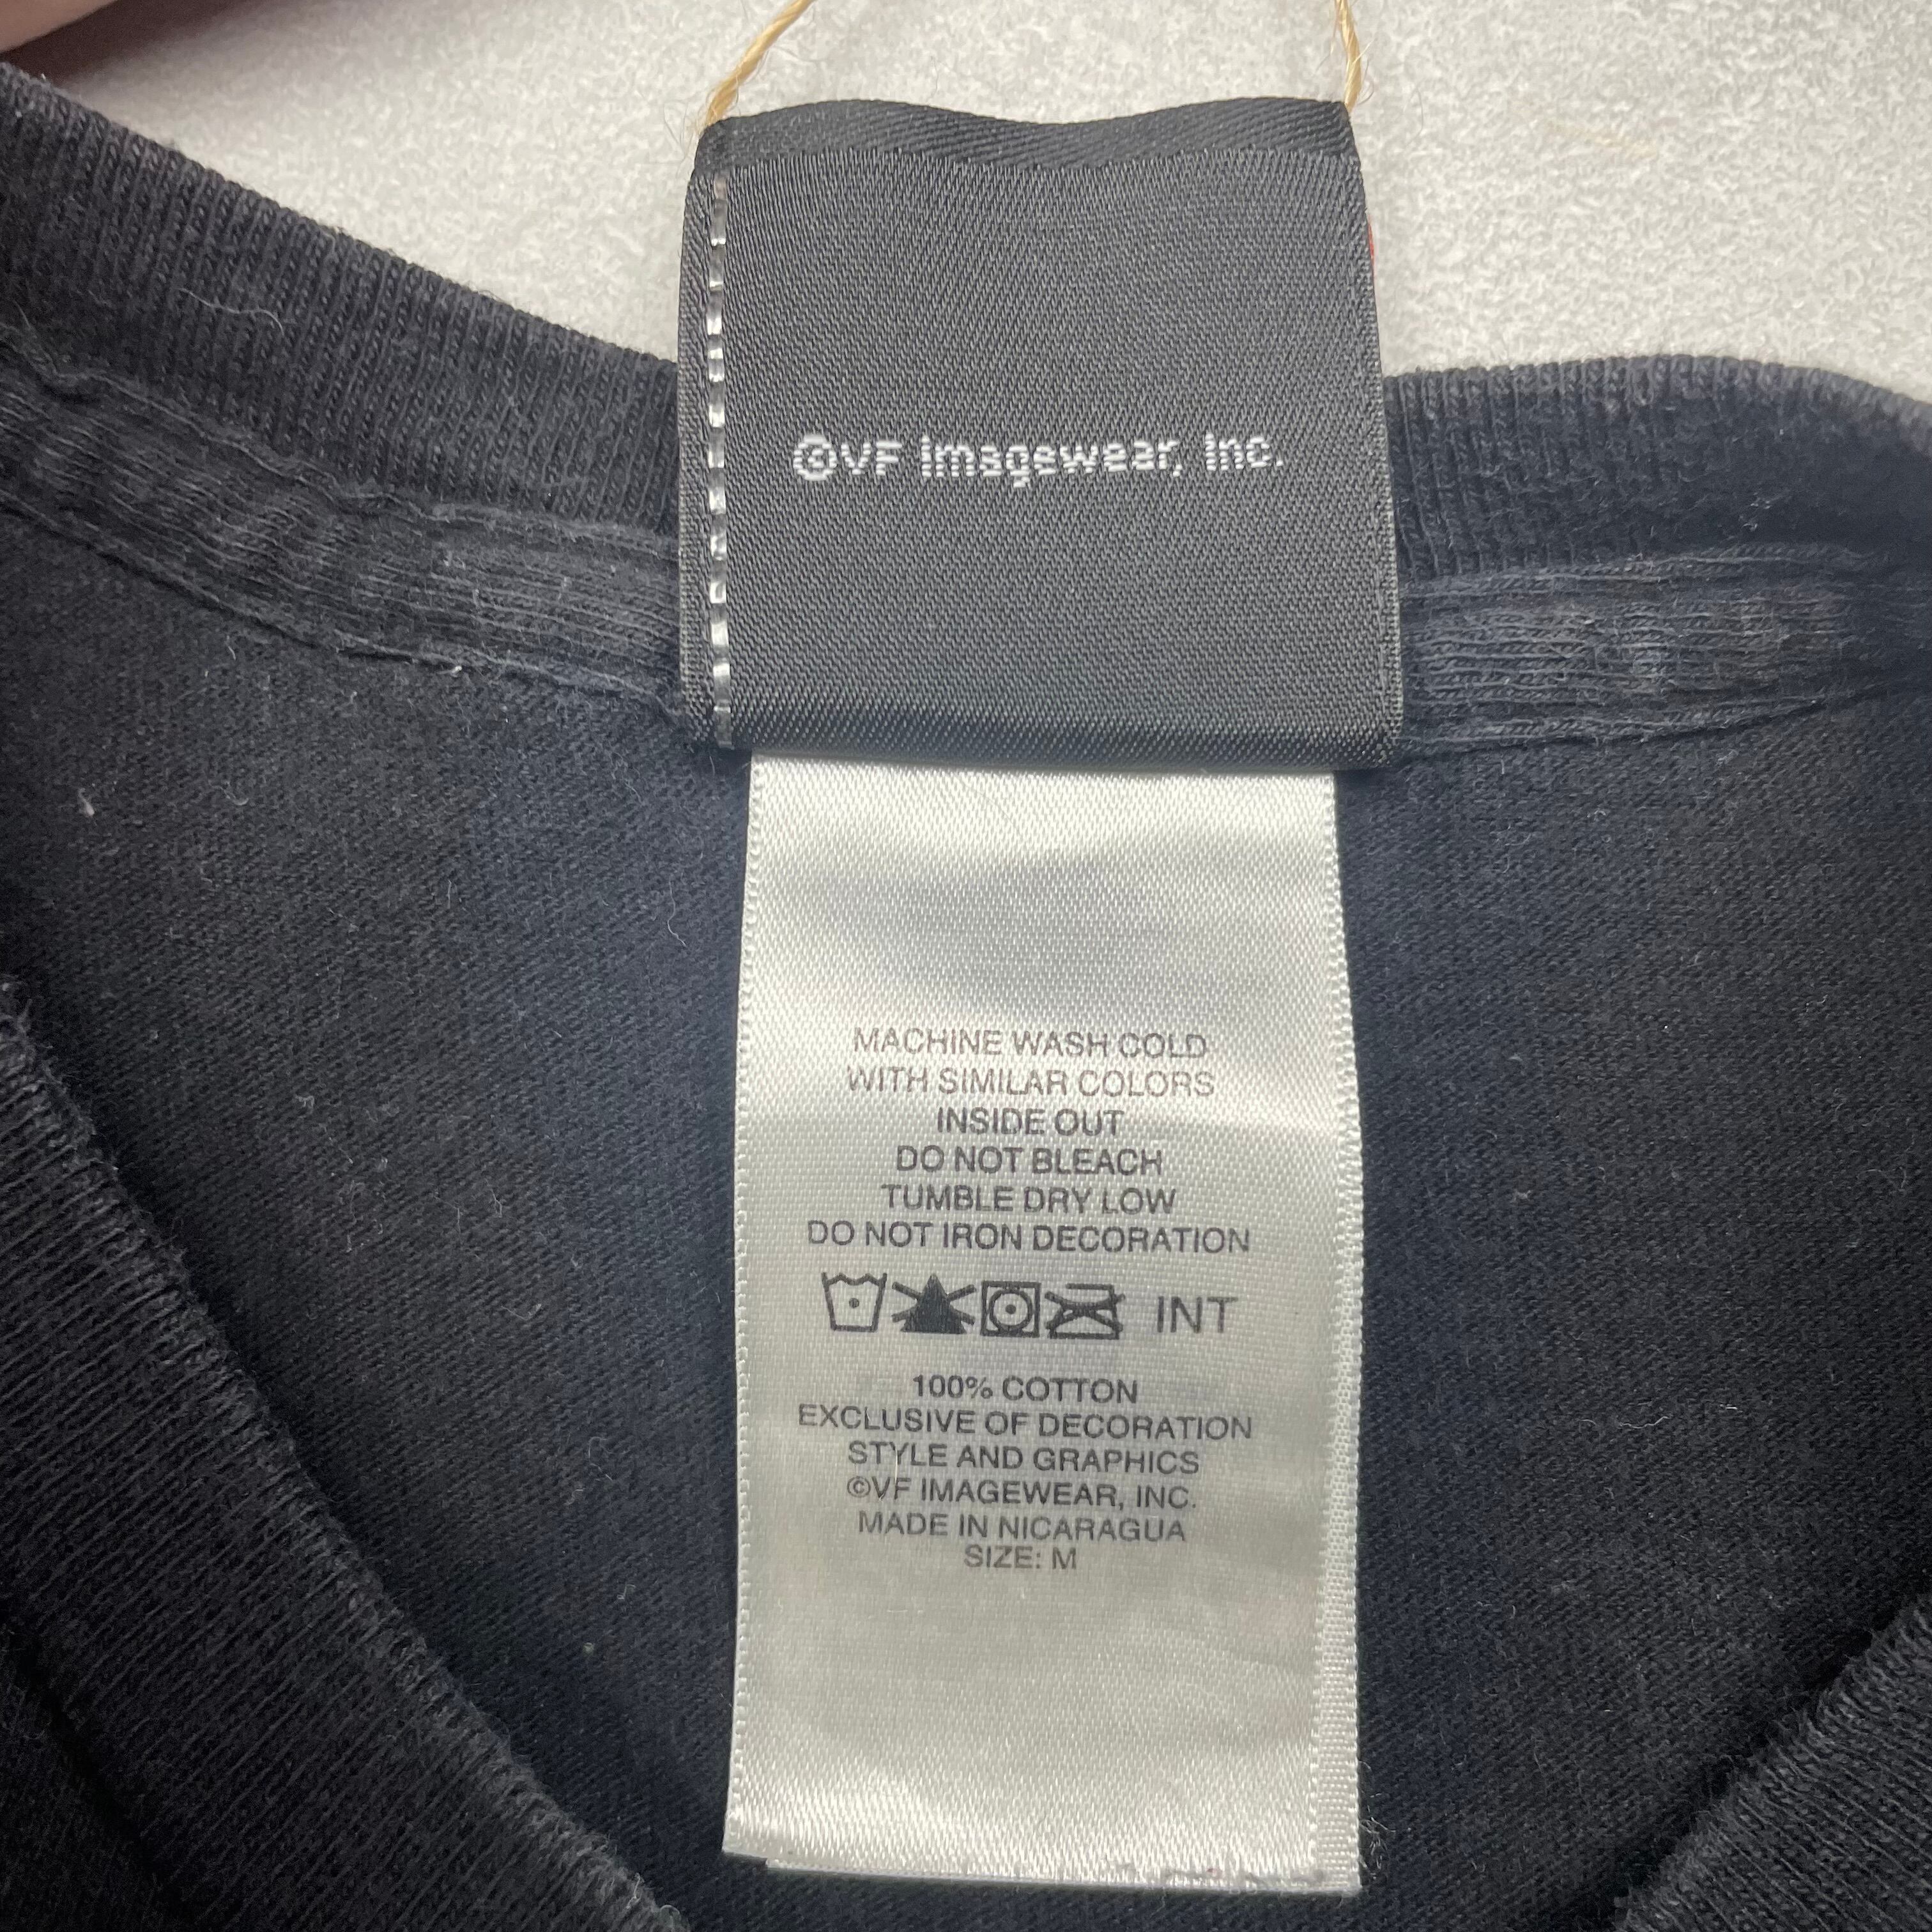 ©VF Imagewear, Inc.
MACHINE WASH COLD
WITH SIMILAR COLORS
INSIDE OUT
DO NOT BLEACH
TUMBLE DRY LOW
DO NOT IRON DECORATION
INT
100% COTTON
EXCLUSIVE OF DECORATION
STYLE AND GRAPHICS
©VF IMAGEWEAR, INC.
MADE IN NICARAGUA
SIZE: M